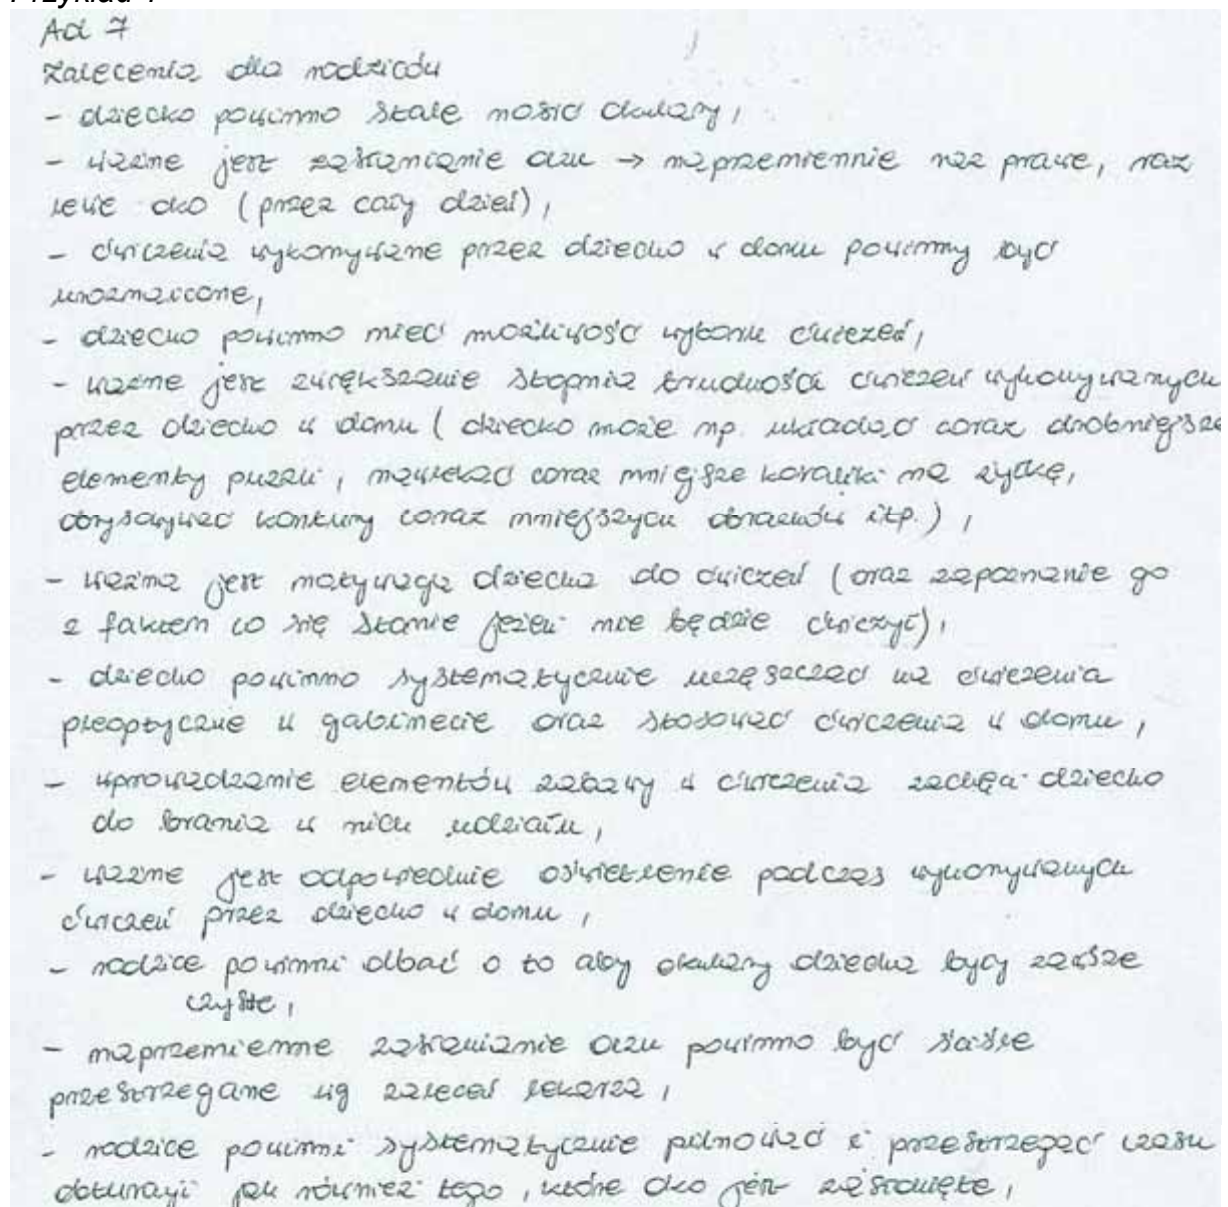 Przykład 7
Ad 7
Zalecenia dla rodziców
- dziecko powinno stale nosić okulary,
- ważne jest zasłanianie oczu → naprzemiennie raz prawe, raz
lewe oko (przez cały dzień),
- ćwiczenia wykonywane przez dziecko w domu powinny być
urozmaicone,
- dziecko powinno mieć możliwość wyboru ćwiczeń,
- ważne jest zwiększanie stopnia trudności ćwiczeń wykonywanych
przez dziecko w domu (dziecko może np. układać coraz drobniejsze
elementy puzzli, nawlekać coraz mniejsze koraliki na żyłkę,
obrysowywać kontury coraz mniejszych obrazków itp.),
- ważna jest motywacja dziecka do ćwiczeń (oraz zapoznanie go
z faktem co się stanie jeżeli nie będzie ćwiczyć),
- dziecko powinno systematycznie uczęszczać na ćwiczenia
pleoptyczne w gabinecie oraz stosować ćwiczenia w domu,
- wprowadzanie elementów zabawy w ćwiczenia zachęca dziecko
do brania w nich udziału,
- ważne jest odpowiednie oświetlenie podczas wykonywanych
ćwiczeń przez dziecko w domu,
- rodzice powinni dbać o to aby okulary dziecka były zawsze
czyste,
- naprzemienne zasłanianie oczu powinno być ściśle
przestrzegane wg zaleceń lekarza,
- rodzice powinni systematycznie pilnować i przestrzegać czasu
obturacji jak również tego, które oko jest zasłonięte,